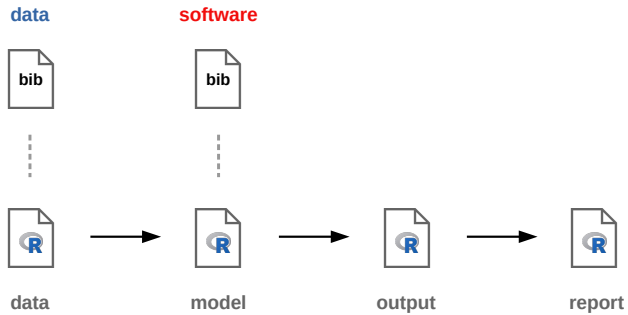 data software
bib bib
R R R R
data model output report